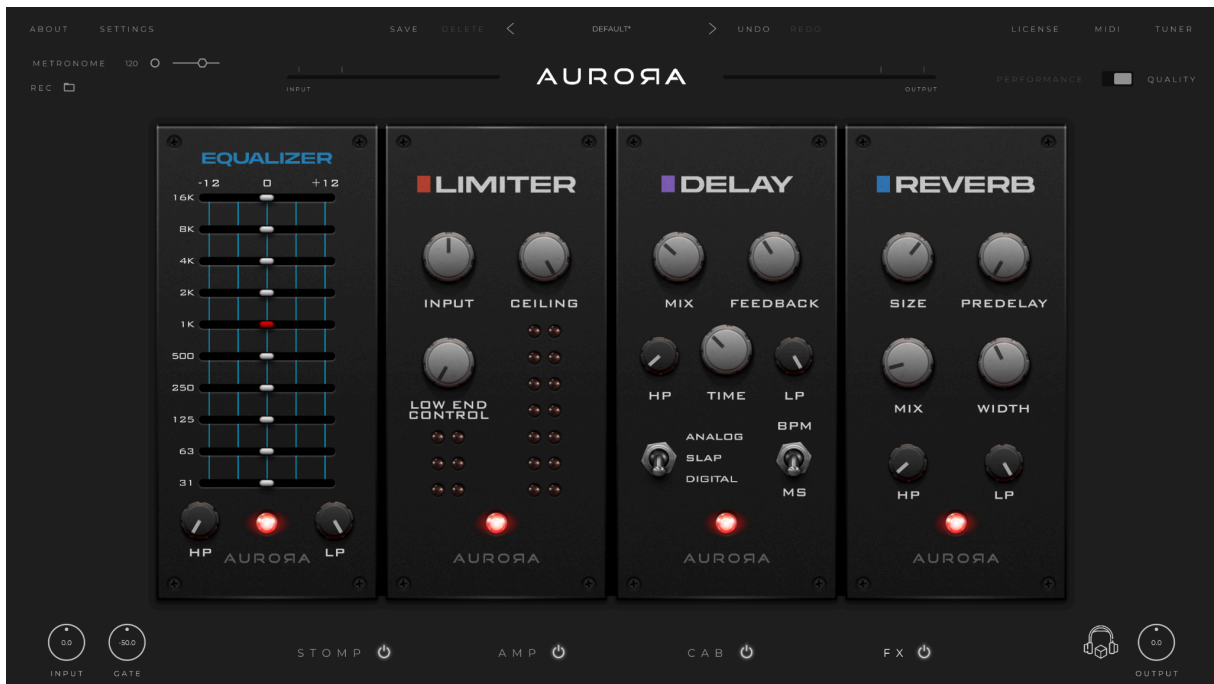 ABOUT SETTINGS SAVE DELETE < DEFAULT* > UNDO REDO LICENSE MIDI TUNER
METRONOME 120
REC
INPUT
AURORA
OUTPUT
PERFORMANCE QUALITY
EQUALIZER
-12 0 +12
16K
8K
4K
2K
1K
500
250
125
63
31
HP LP
AURORA
LIMITER
INPUT CEILING
LOW END
CONTROL
AURORA
DELAY
MIX FEEDBACK
HP TIME LP
ANALOG
SLAP
DIGITAL
BPM
MS
AURORA
REVERB
SIZE PREDELAY
MIX WIDTH
HP LP
AURORA
0.0 -50.0
INPUT GATE
STOMP AMP CAB FX
0.0
OUTPUT